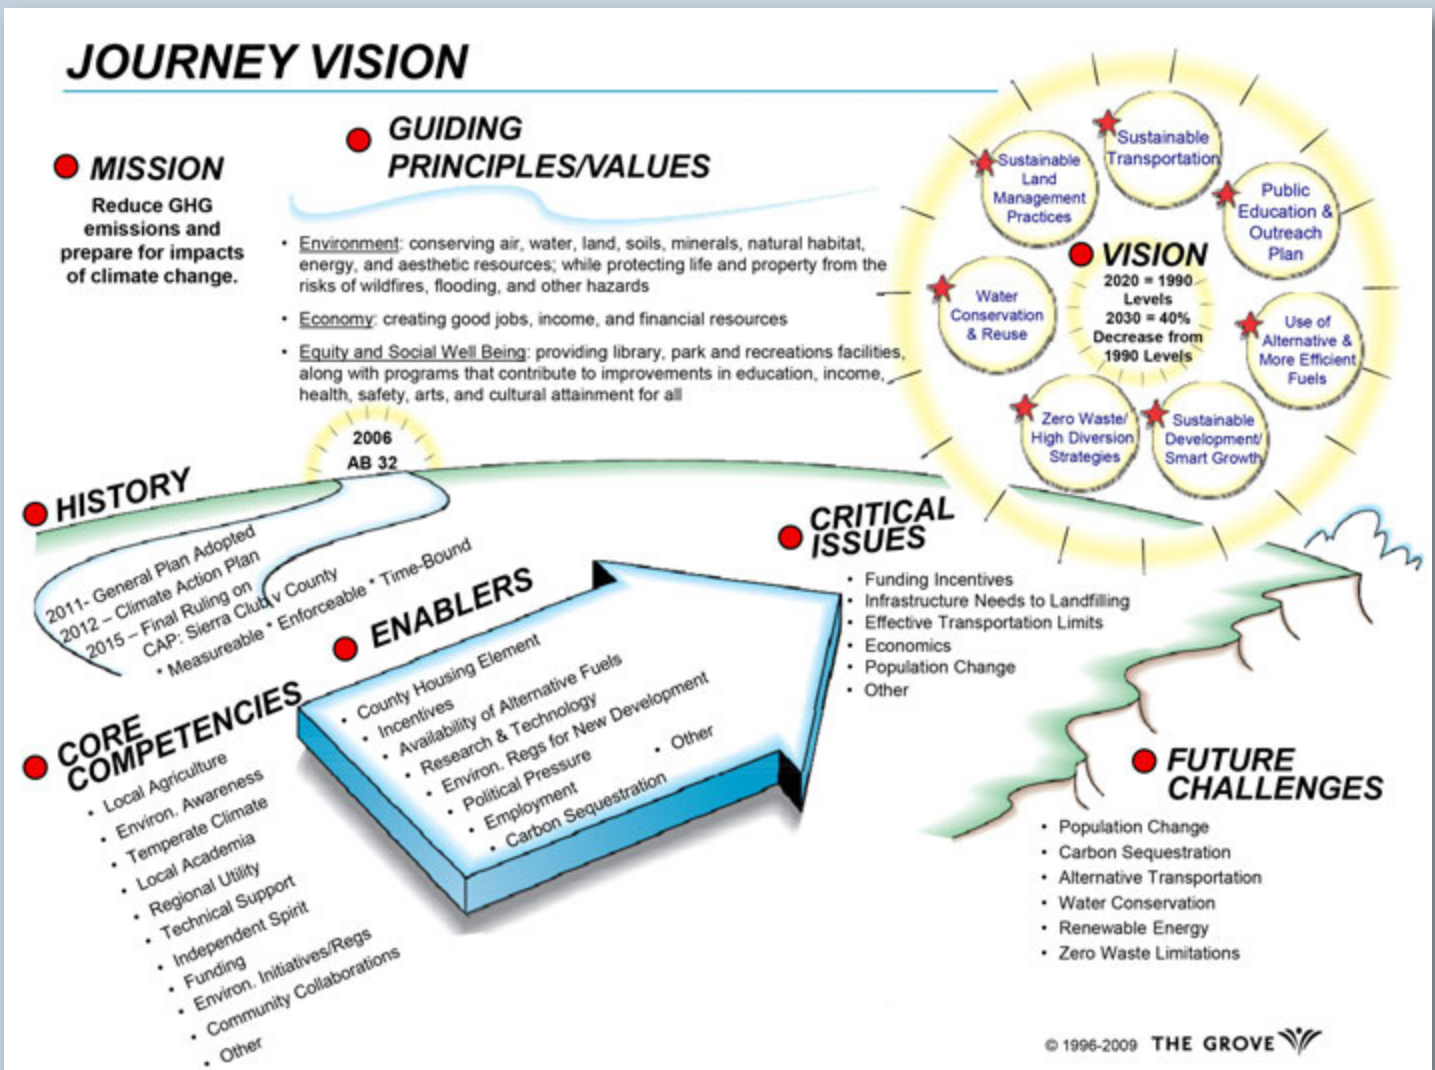 JOURNEY VISION
MISSION
Reduce GHG
emissions and
prepare for impacts
of climate change.
GUIDING
PRINCIPLES/VALUES
• Environment: conserving air, water, land, soils, minerals, natural habitat,
energy, and aesthetic resources; while protecting life and property from the
risks of wildfires, flooding, and other hazards
• Economy: creating good jobs, income, and financial resources
• Equity and Social Well Being: providing library, park and recreations facilities,
along with programs that contribute to improvements in education, income,
health, safety, arts, and cultural attainment for all
Sustainable
Transportation
Sustainable
Land
Management
Practices
Public
Education &
Outreach
Plan
VISION
2020 = 1990
Levels
2030 = 40%
Decrease from
1990 Levels
Water
Conservation
& Reuse
Use of
Alternative &
More Efficient
Fuels
Zero Waste/
High Diversion
Strategies
Sustainable
Development/
Smart Growth
2006
AB 32
HISTORY
2011- General Plan Adopted
2012 – Climate Action Plan
2015 – Final Ruling on
CAP: Sierra Club v County
* Measureable * Enforceable * Time-Bound
ENABLERS
• County Housing Element
• Incentives
• Availability of Alternative Fuels
• Research & Technology
• Environ. Regs for New Development
• Political Pressure
• Employment
• Carbon Sequestration
• Other
CRITICAL
ISSUES
• Funding Incentives
• Infrastructure Needs to Landfilling
• Effective Transportation Limits
• Economics
• Population Change
• Other
CORE
COMPETENCIES
• Local Agriculture
• Environ. Awareness
• Temperate Climate
• Local Academia
• Regional Utility
• Technical Support
• Independent Spirit
• Funding
• Environ. Initiatives/Regs
• Community Collaborations
• Other
FUTURE
CHALLENGES
• Population Change
• Carbon Sequestration
• Alternative Transportation
• Water Conservation
• Renewable Energy
• Zero Waste Limitations
© 1996-2009 THE GROVE